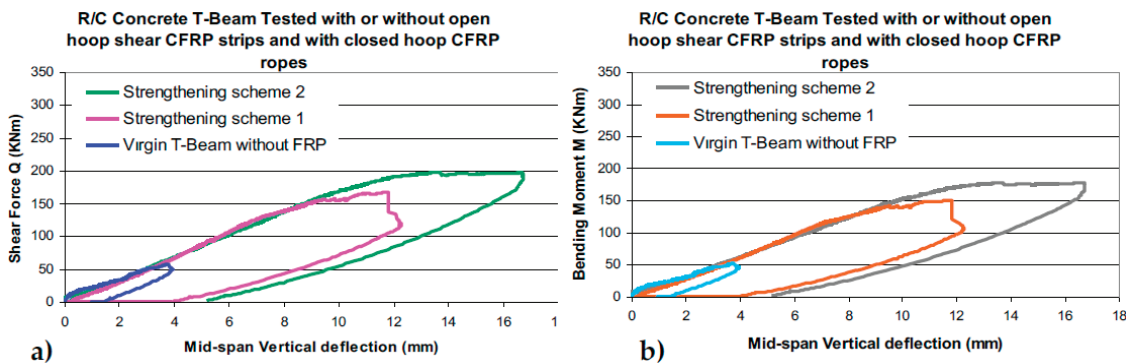 R/C Concrete T-Beam Tested with or without open
hoop shear CFRP strips and with closed hoop CFRP
ropes
350
300
250
200
150
100
50
0
Shear Force Q (KNm)
Strengthening scheme 2
Strengthening scheme 1
Virgin T-Beam without FRP
0 2 4 6 8 10 12 14 16 1
Mid-span Vertical deflection (mm)
a)
R/C Concrete T-Beam Tested with or without open
hoop shear CFRP strips and with closed hoop CFRP
ropes
350
300
250
200
150
100
50
0
Bending Moment M (KNm)
Strengthening scheme 2
Strengthening scheme 1
Virgin T-Beam without FRP
0 2 4 6 8 10 12 14 16 18
Mid-span Vertical deflection (mm)
b)